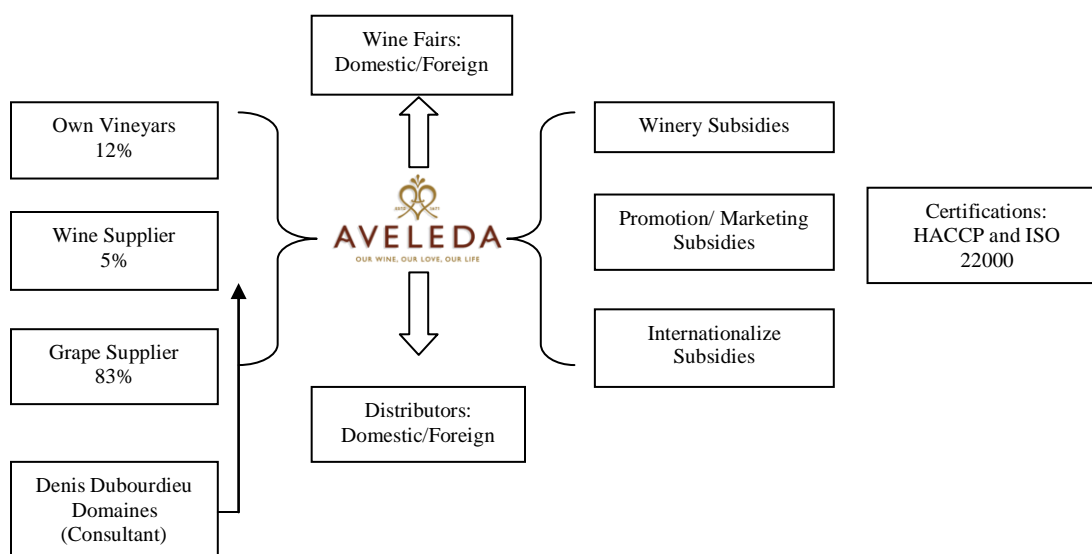 Wine Fairs:
Domestic/Foreign
Own Vineyars
12%
Wine Supplier
5%
Grape Supplier
83%
Denis Dubourdieu
Domaines
(Consultant)
AVELEDA
OUR WINE, OUR LOVE, OUR LIFE
Distributors:
Domestic/Foreign
Winery Subsidies
Promotion/ Marketing
Subsidies
Internationalize
Subsidies
Certifications:
HACCP and ISO
22000